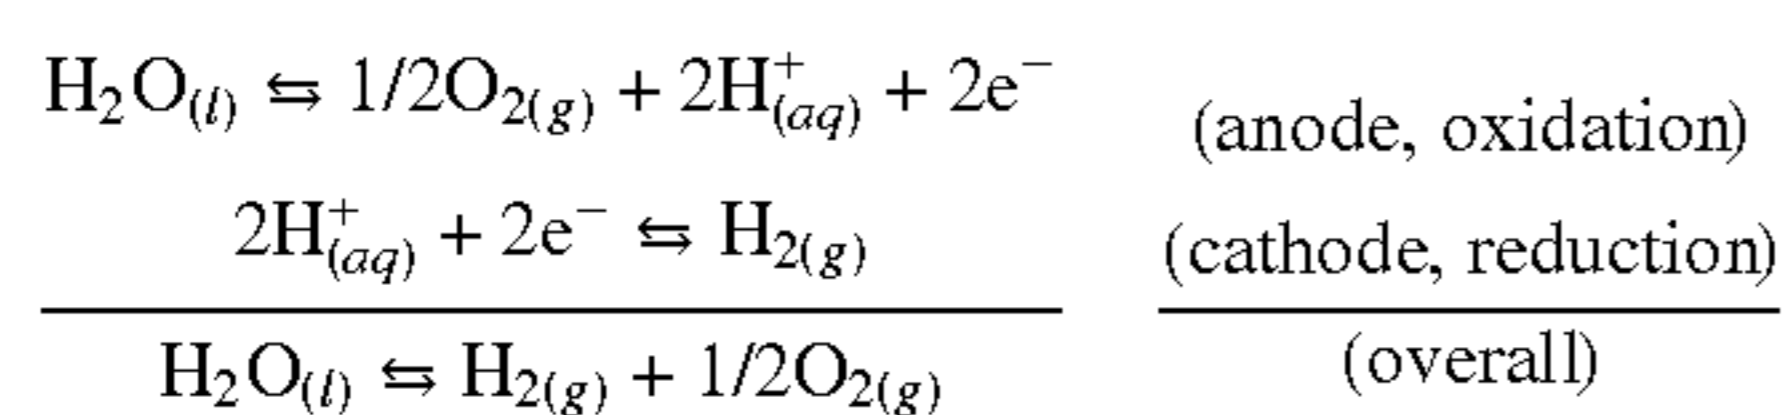 H₂O₍l₎ ⇆ 1/2O₂(g) + 2H⁺(aq) + 2e⁻ (anode, oxidation)
2H⁺(aq) + 2e⁻ ⇆ H₂(g) (cathode, reduction)
H₂O(l) ⇆ H₂(g) + 1/2O₂(g) (overall)